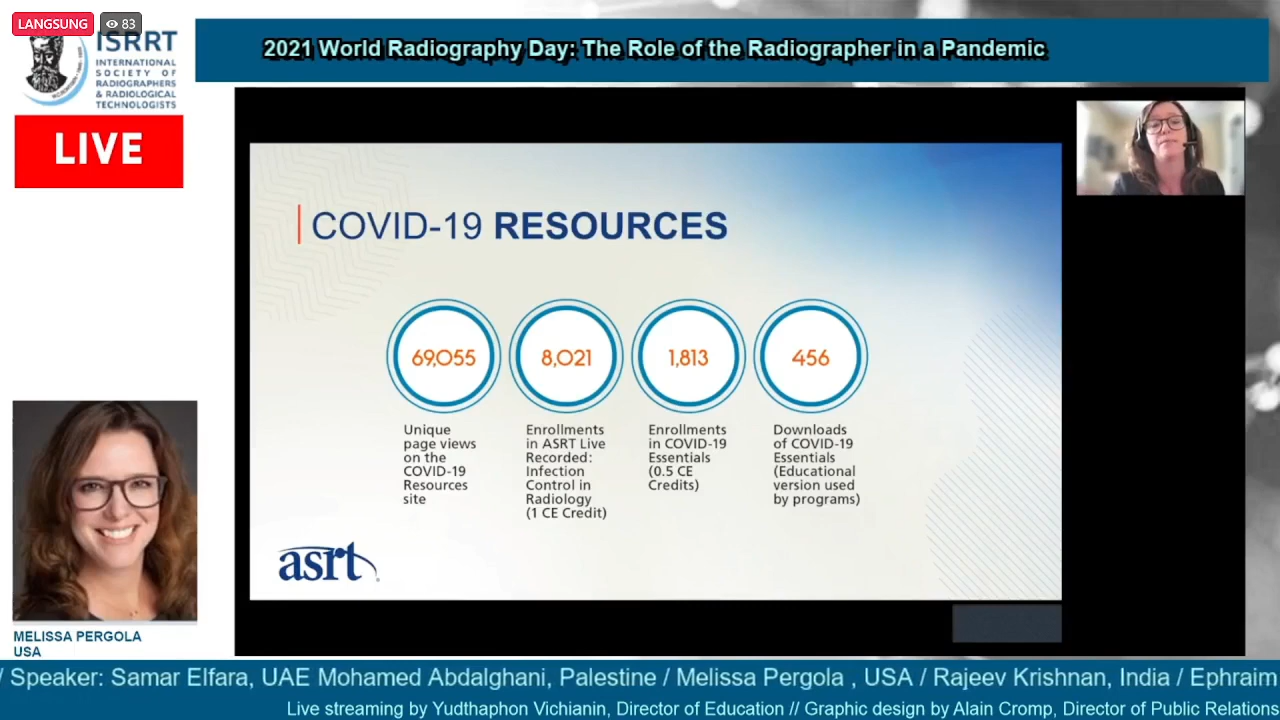 LANGSUNG
83
ISRRT
INTERNATIONAL
SOCIETY OF
RADIOGRAPHERS
& RADIOLOGICAL
TECHNOLOGISTS
2021 World Radiography Day: The Role of the Radiographer in a Pandemic
LIVE
COVID-19 RESOURCES
69,055
Unique
page views
on the
COVID-19
Resources
site
8,021
Enrollments
in ASRT Live
Recorded:
Infection
Control in
Radiology
(1 CE Credit)
1,813
Enrollments
in COVID-19
Essentials
(0.5 CE
Credits)
456
Downloads
of COVID-19
Essentials
(Educational
version used
by programs)
asrt
MELISSA PERGOLA
USA
/ Speaker: Samar Elfara, UAE Mohamed Abdalghani, Palestine / Melissa Pergola , USA / Rajeev Krishnan, India / Ephraim
Live streaming by Yudthaphon Vichianin, Director of Education // Graphic design by Alain Cromp, Director of Public Relations